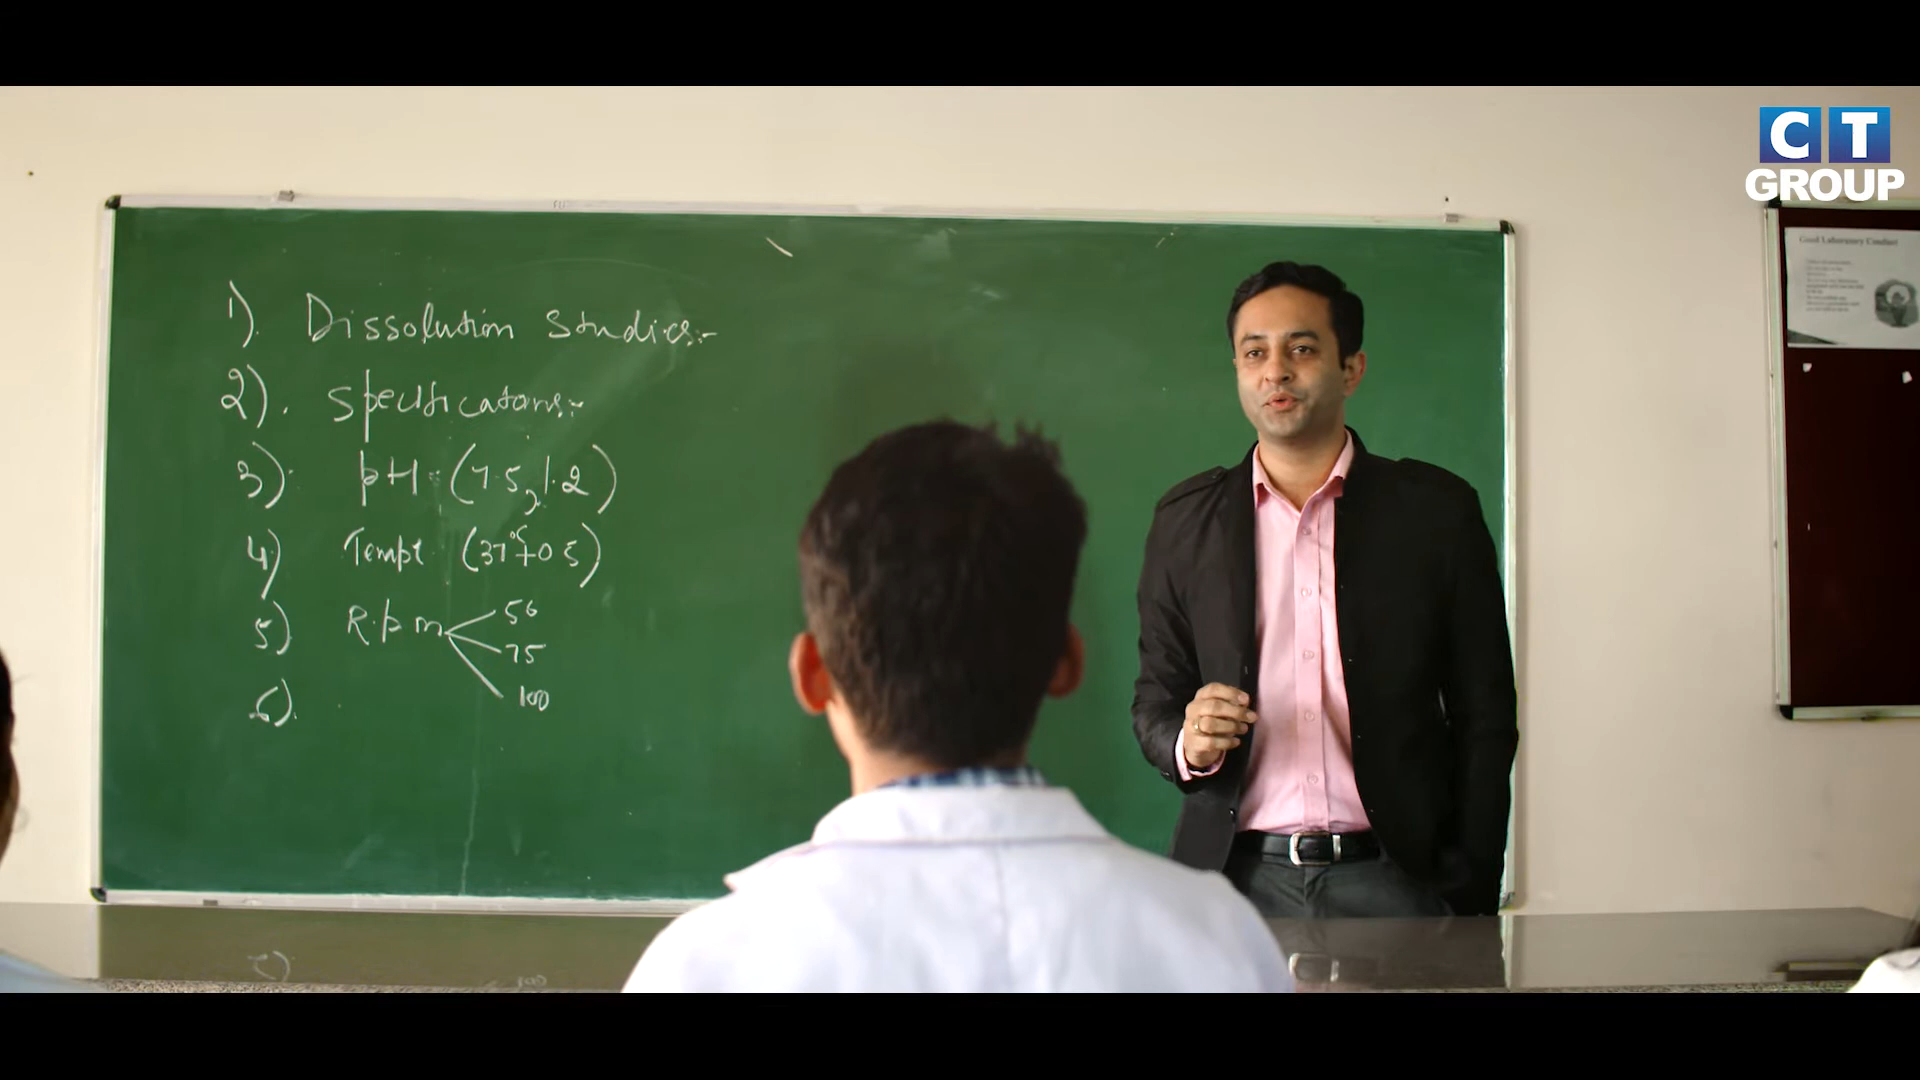 CT
GROUP
Good Laboratory Conduct
1). Dissolution Studies:-
2). Specifications:-
3): pH: (7.5, 1.2)
4) Tempt. (37°C+0 5)
5) R.p.m 50
75
100
6).